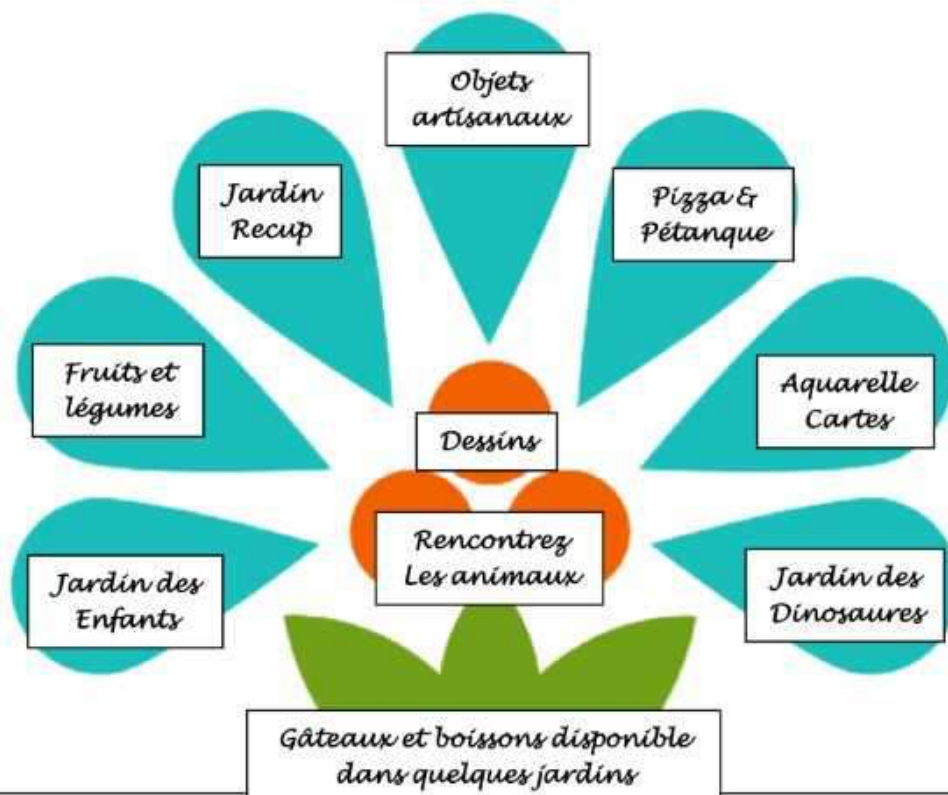 Objets
artisanaux
Jardin
Recup
Pizza &
Pétanque
Fruits et
légumes
Aquarelle
Cartes
Dessins
Rencontrez
Les animaux
Jardin des
Enfants
Jardin des
Dinosaures
Gâteaux et boissons disponible
dans quelques jardins